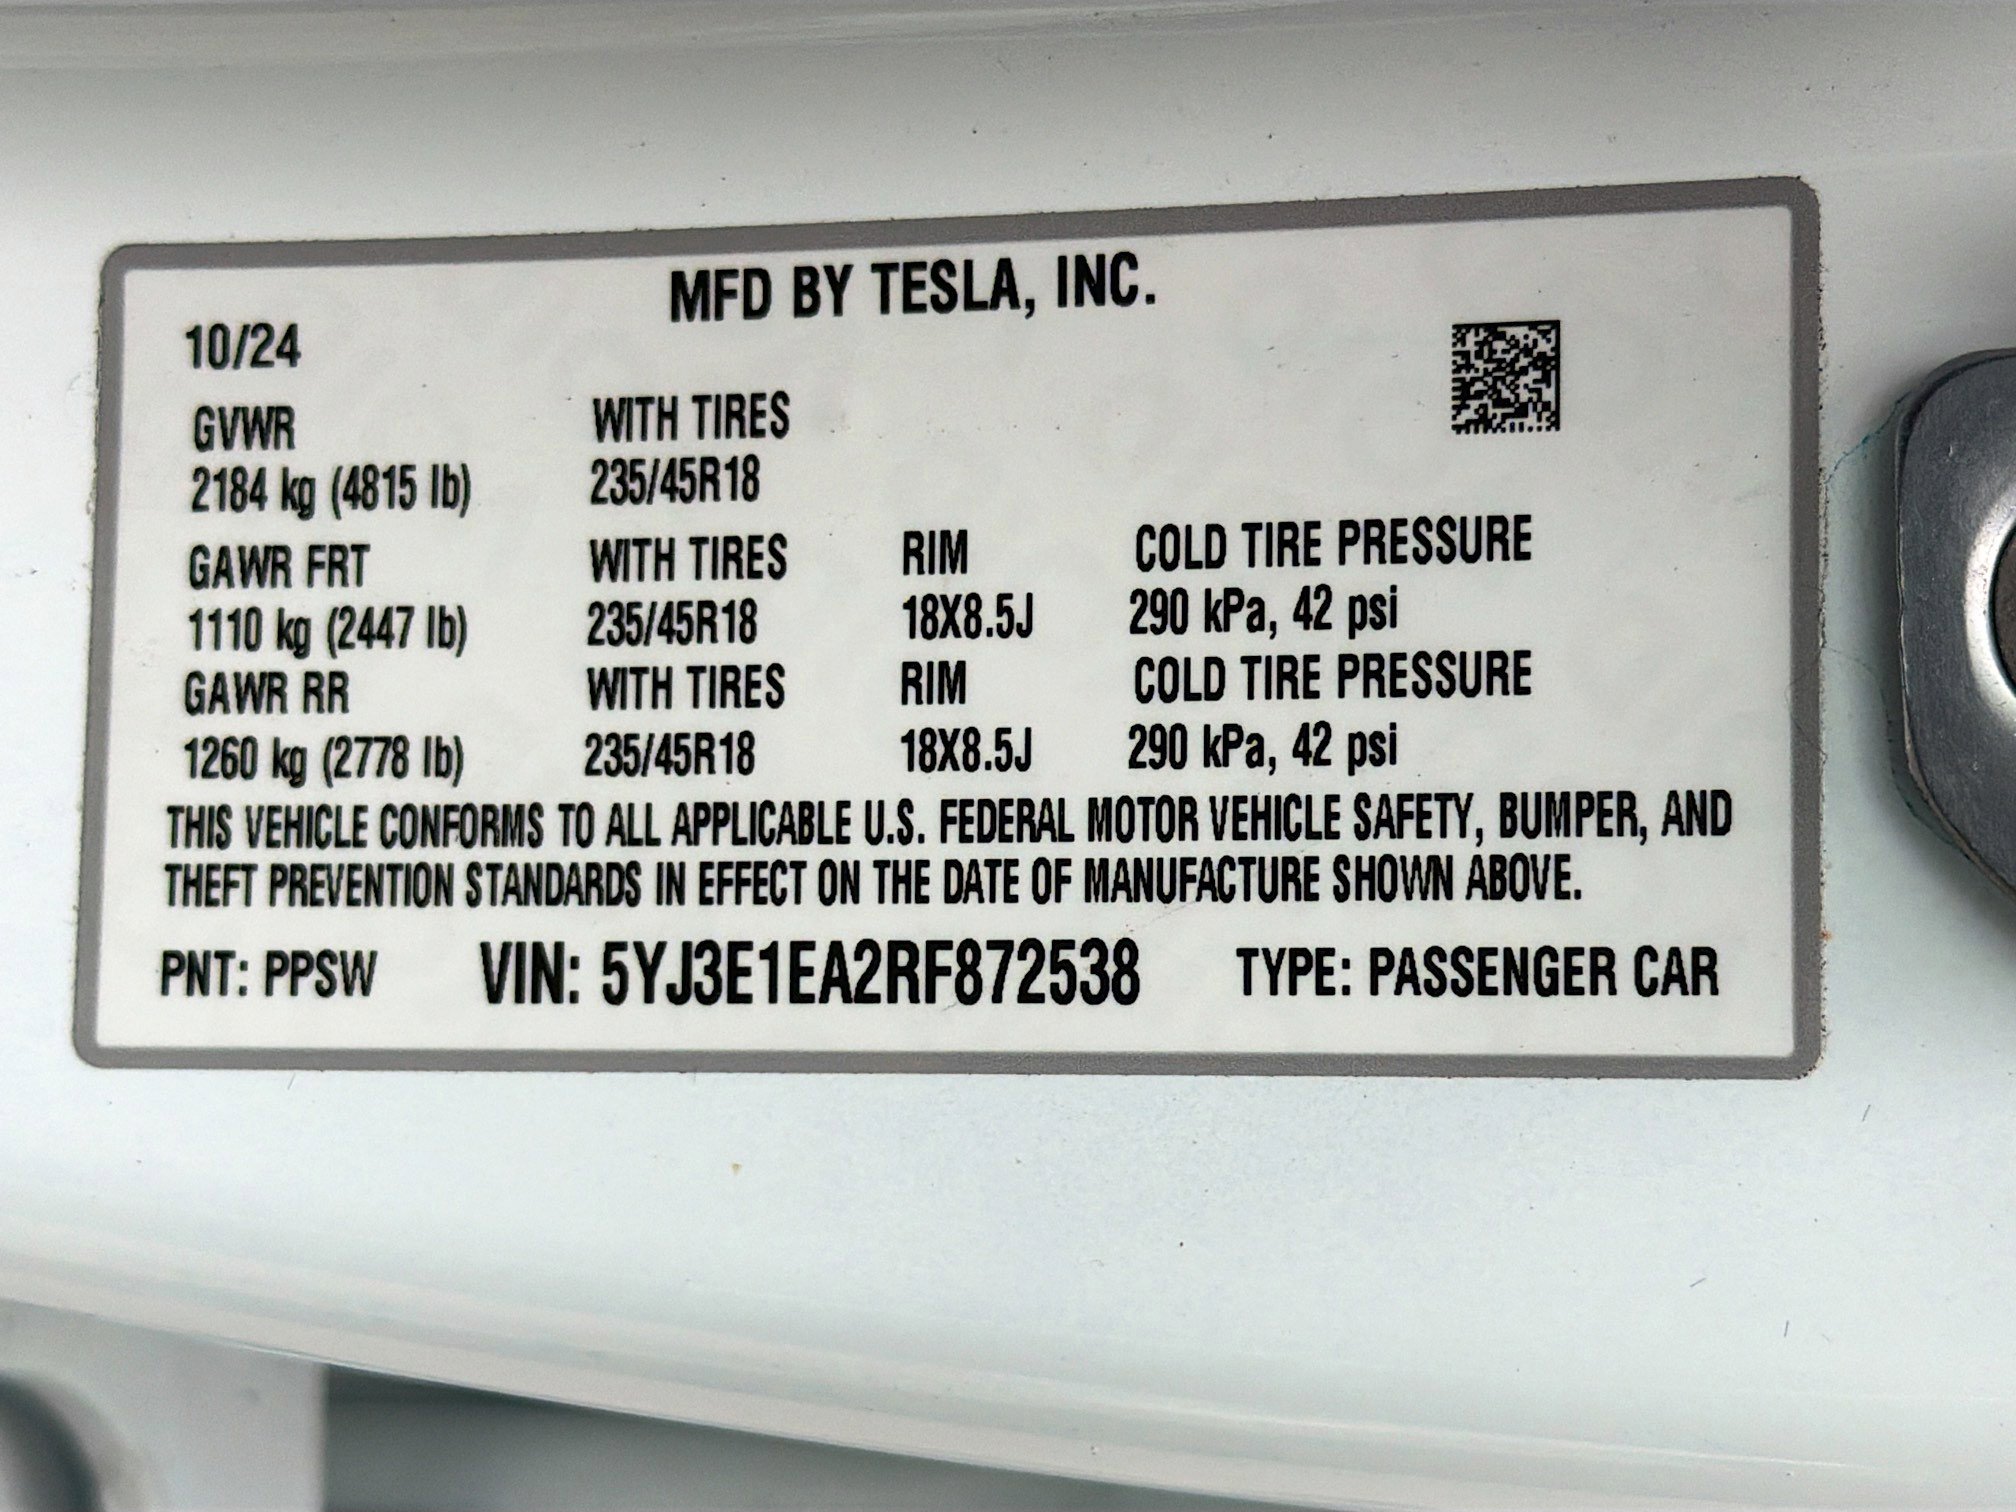 MFD BY TESLA, INC.
10/24
GVWR WITH TIRES
2184 kg (4815 lb) 235/45R18
GAWR FRT WITH TIRES RIM COLD TIRE PRESSURE
1110 kg (2447 lb) 235/45R18 18X8.5J 290 kPa, 42 psi
GAWR RR WITH TIRES RIM COLD TIRE PRESSURE
1260 kg (2778 lb) 235/45R18 18X8.5J 290 kPa, 42 psi
THIS VEHICLE CONFORMS TO ALL APPLICABLE U.S. FEDERAL MOTOR VEHICLE SAFETY, BUMPER, AND
THEFT PREVENTION STANDARDS IN EFFECT ON THE DATE OF MANUFACTURE SHOWN ABOVE.
PNT: PPSW VIN: 5YJ3E1EA2RF872538 TYPE: PASSENGER CAR